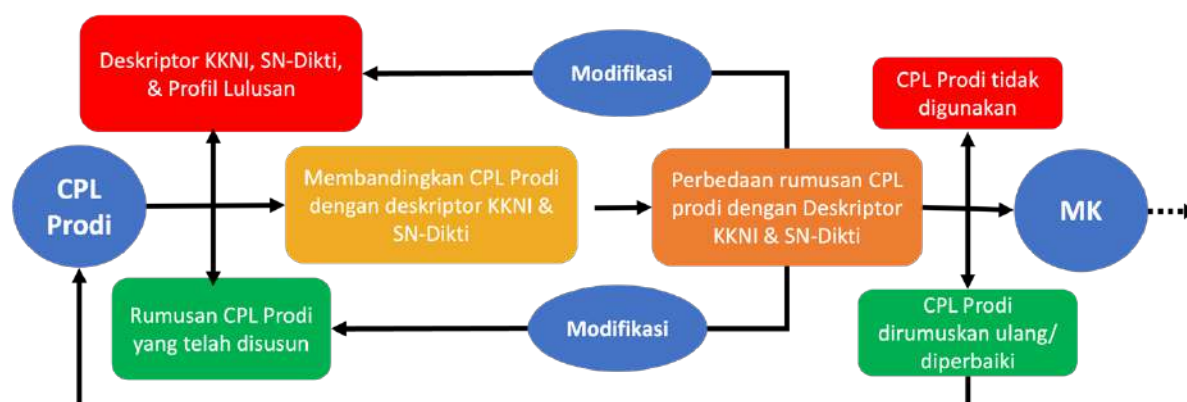 Deskriptor KKNI, SN-Dikti,
& Profil Lulusan
Modifikasi
CPL Prodi tidak
digunakan
CPL
Prodi
Membandingkan CPL Prodi
dengan deskriptor KKNI &
SN-Dikti
Perbedaan rumusan CPL
prodi dengan Deskriptor
KKNI & SN-Dikti
MK
Rumusan CPL Prodi
yang telah disusun
Modifikasi
CPL Prodi
dirumuskan ulang/
diperbaiki